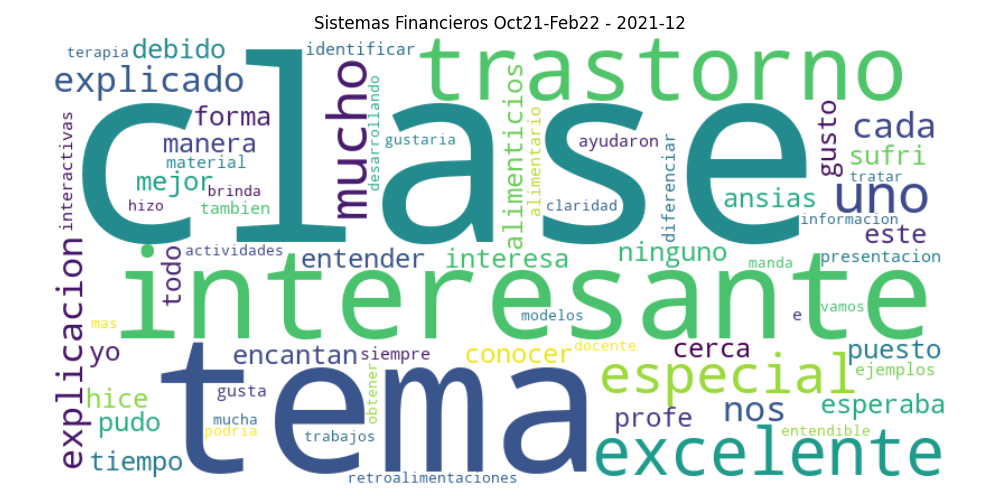 Sistemas Financieros Oct21-Feb22 - 2021-12
terapia
debido
identificar
trastorno
explicado
clase
mucho
desarrollando
alimenticios
alimentario
gusto
cada
forma
manera
material
mejor
brinda
hizo
tambien
interactivas
gustaria
ayudaron
claridad
diferenciar
sufri
tratar
ansias
uno
informacion
este
explicacion
todo
actividades
entender
interesa
ninguno
manda
presentacion
interesante
mas
modelos
e
vamos
yo
tema
encantan
siempre
conocer
docente
cerca
puesto
especial
ejemplos
hice
gusta
obtener
profe
nos
esperaba
pudo
mucha
podria
trabajos
entendible
tiempo
excelente
retroalimentaciones